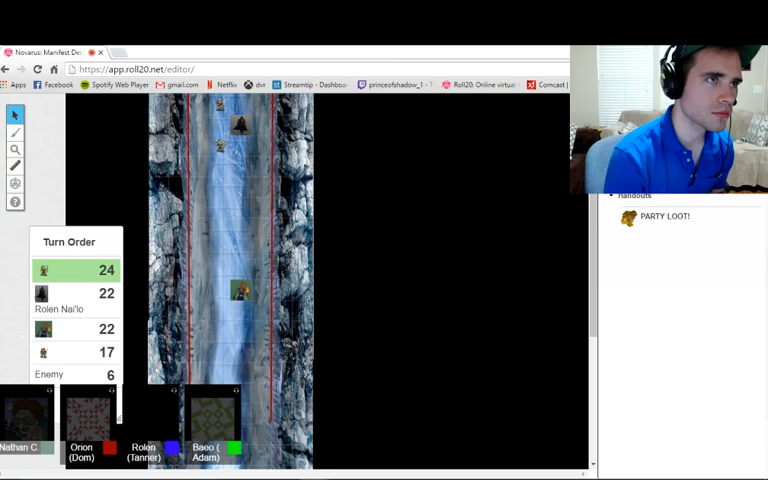 Novarus: Manifest De
https://app.roll20.net/editor/
Apps Facebook Spotify Web Player gmail.com Netflix dvr Streamtip - Dashbo princeofshadow_1 - T Roll20: Online virtual Comcast |
Handouts
PARTY LOOT!
Turn Order
24
22
Rolen Nai'lo
22
17
Enemy 6
Nathan C.
Orion (Dom)
Rolen (Tanner)
Baoo ( Adam)